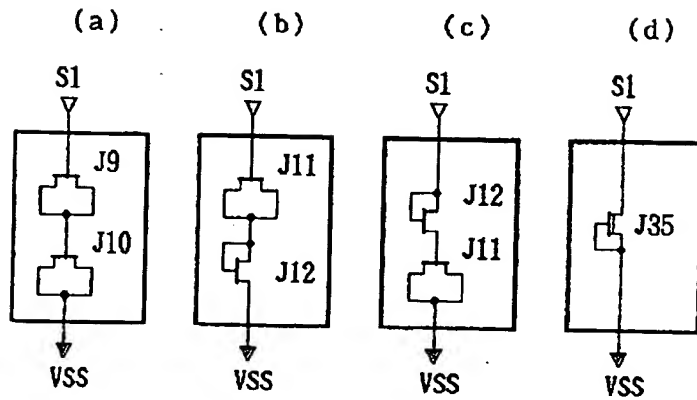 (a) (b) (c) (d)
S1 S1 S1 S1
J9 J11
J12 J35
J10 J12 J11
VSS VSS VSS VSS